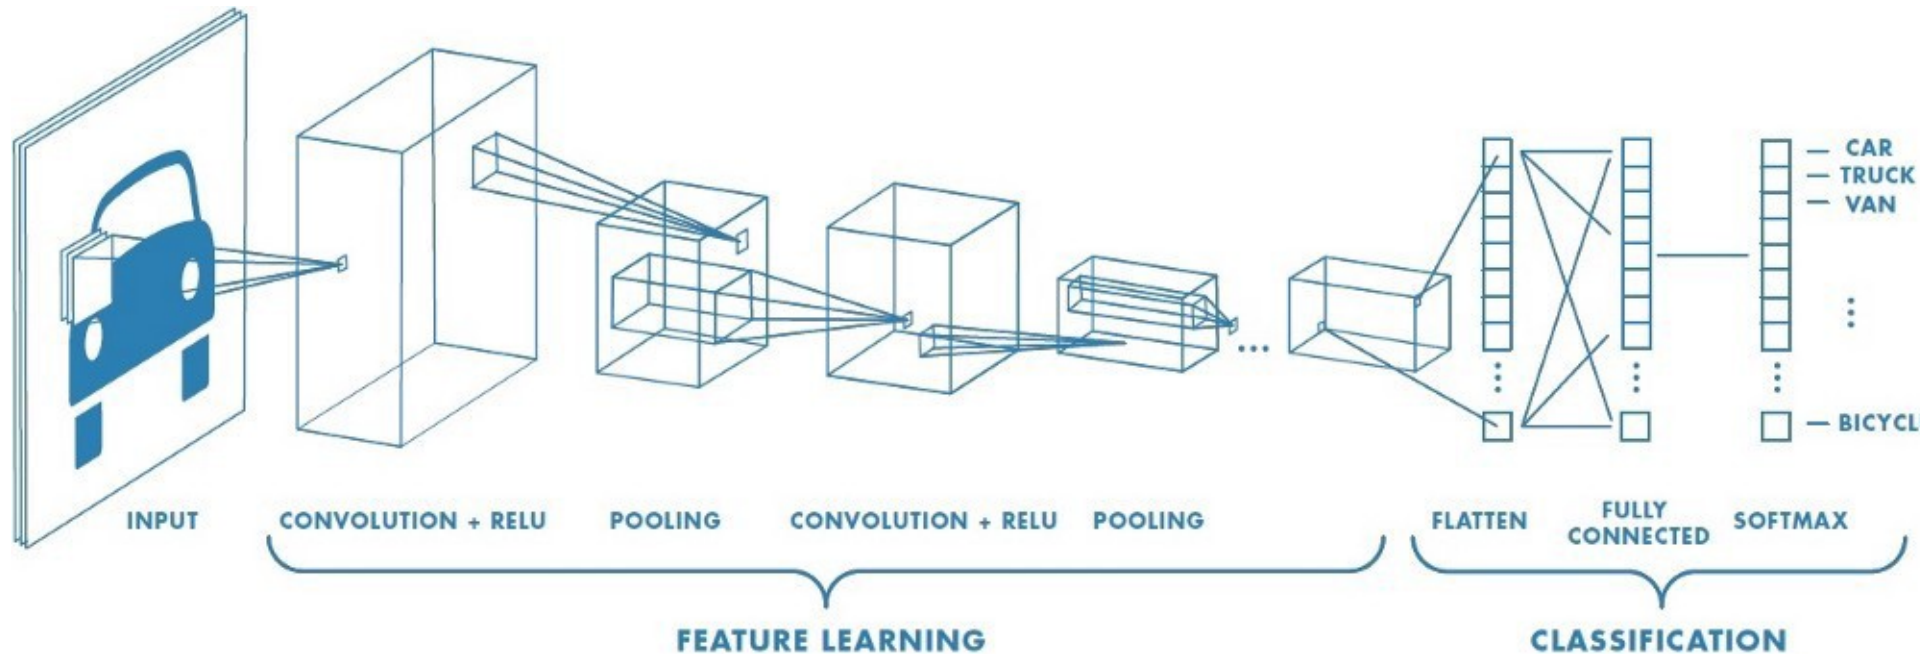 CAR
TRUCK
VAN
BICYCL
INPUT
CONVOLUTION + RELU
POOLING
CONVOLUTION + RELU
POOLING
FLATTEN
FULLY
CONNECTED
SOFTMAX
FEATURE LEARNING
CLASSIFICATION